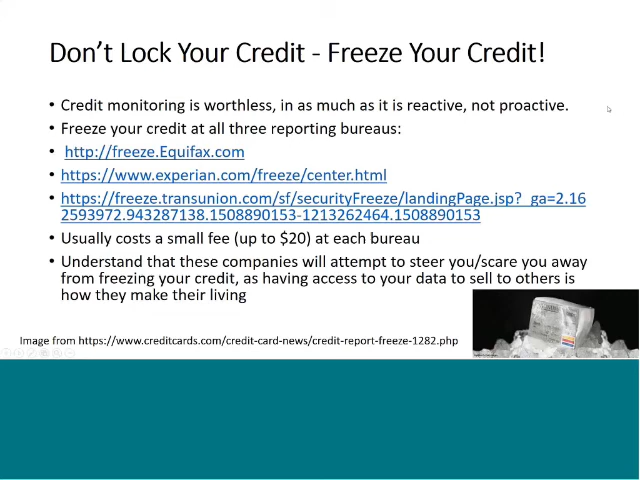 Don't Lock Your Credit - Freeze Your Credit!
• Credit monitoring is worthless, in as much as it is reactive, not proactive.
• Freeze your credit at all three reporting bureaus:
• http://freeze.Equifax.com
• https://www.experian.com/freeze/center.html
• https://freeze.transunion.com/sf/securityFreeze/landingPage.jsp?_ga=2.16
2593972.943287138.1508890153-1213262464.1508890153
• Usually costs a small fee (up to $20) at each bureau
• Understand that these companies will attempt to steer you/scare you away
from freezing your credit, as having access to your data to sell to others is
how they make their living
Image from https://www.creditcards.com/credit-card-news/credit-report-freeze-1282.php